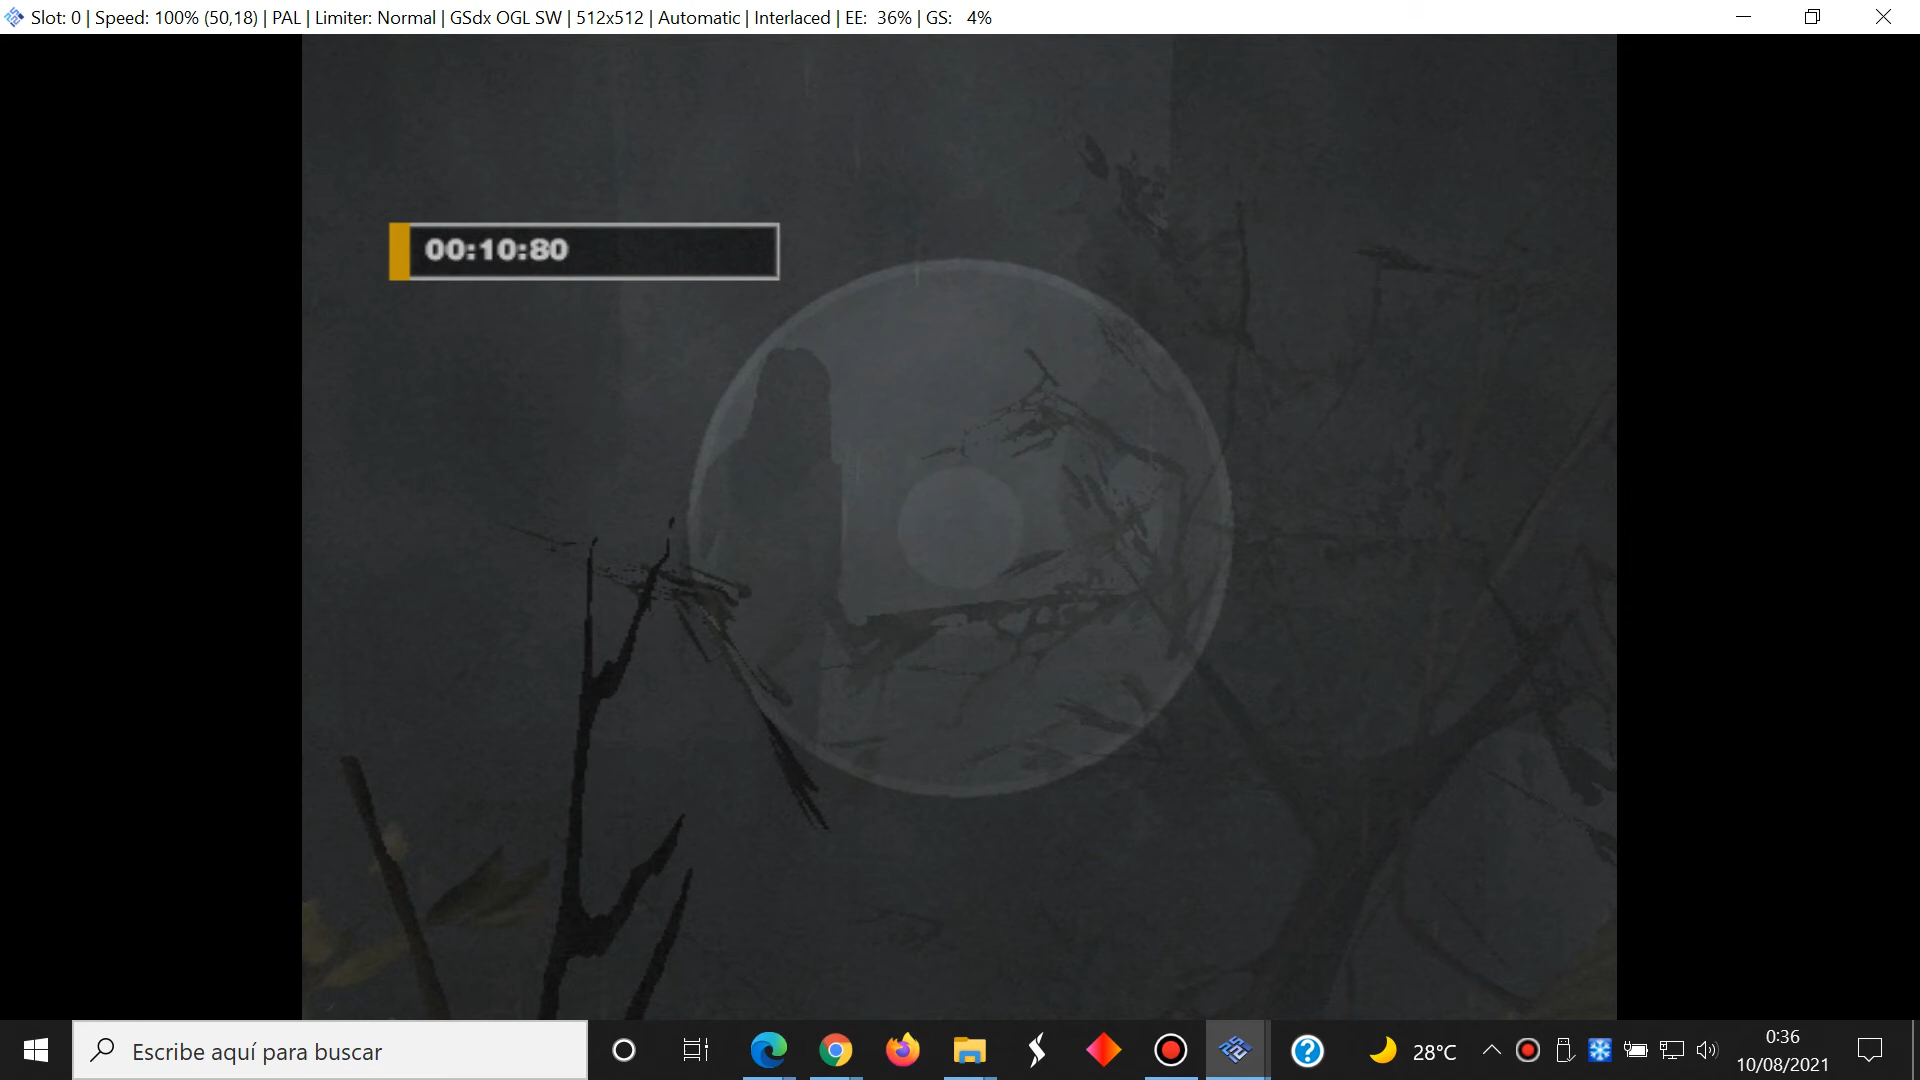 Slot: 0 | Speed: 100% (50,18) | PAL | Limiter: Normal | GSdx OGL SW | 512x512 | Automatic | Interlaced | EE: 36% | GS: 4%
00:10:80
Escribe aquí para buscar
28°C
0:36
10/08/2021